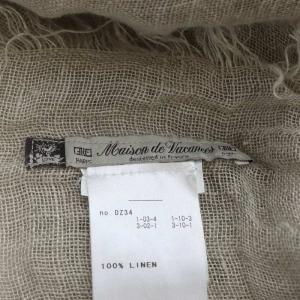 Maison de Vacances
PARIS
designed in France
no. DZ34
1-03-4 1-10-3
3-02-1 3-10-1
100% LINEN